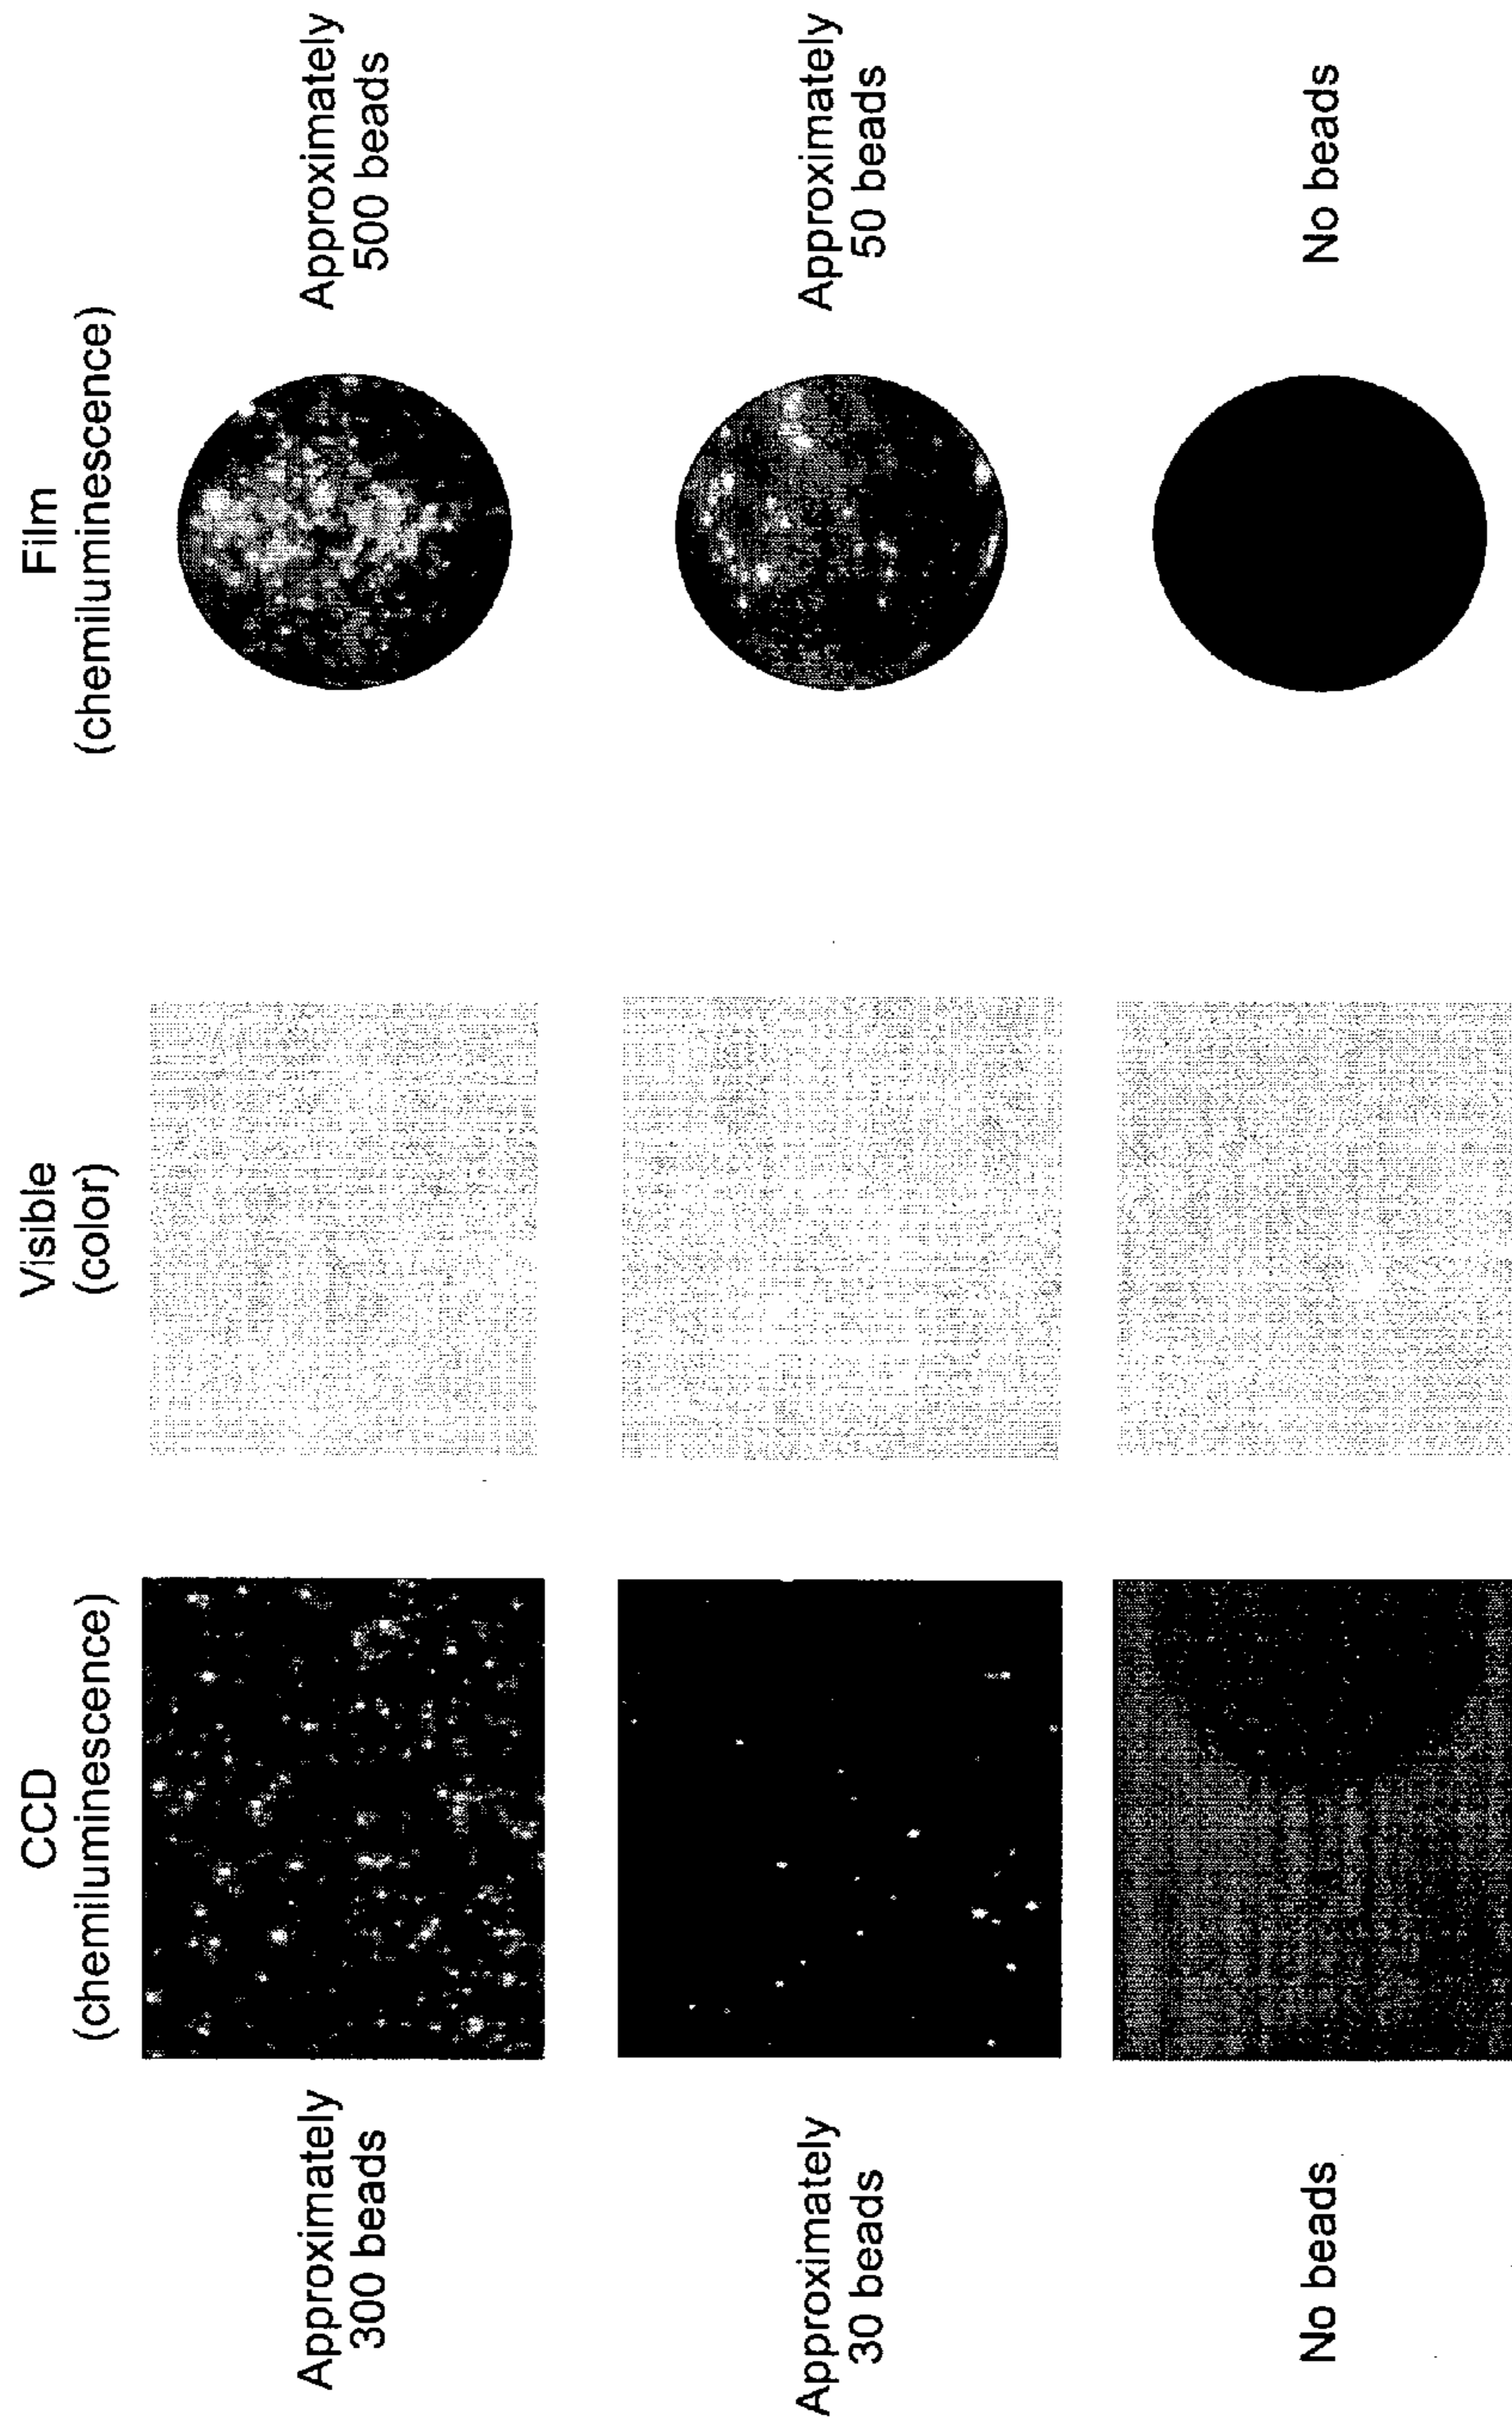 CCD
(chemiluminescence)
Visible
(color)
Film
(chemiluminescence)
Approximately
300 beads
Approximately
500 beads
Approximately
30 beads
Approximately
50 beads
No beads
No beads